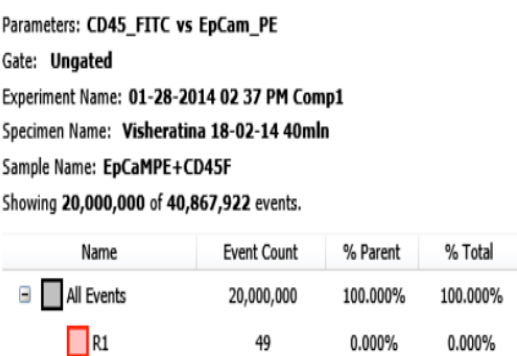 Parameters: CD45_FITC vs EpCam_PE
Gate: Ungated
Experiment Name: 01-28-2014 02 37 PM Comp1
Specimen Name: Visheratina 18-02-14 40mln
Sample Name: EpCaMPE+CD45F
Showing 20,000,000 of 40,867,922 events.
Name Event Count % Parent % Total
All Events 20,000,000 100.000% 100.000%
R1 49 0.000% 0.000%